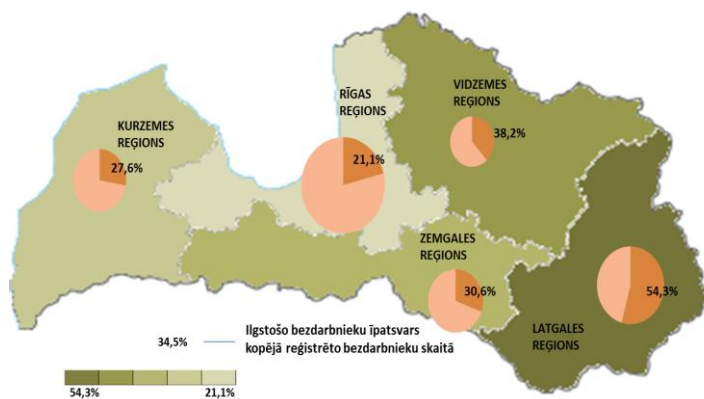 VIDZEMES
REĢIONS
38,2%
RĪGAS
REĢIONS
21,1%
KURZEMES
REĢIONS
27,6%
ZEMGALES
REĢIONS
30,6%
54,3%
LATGALES
REĢIONS
34,5% Ilgstošo bezdarbnieku īpatsvars
kopējā reģistrēto bezdarbnieku skaitā
54,3% 21,1%